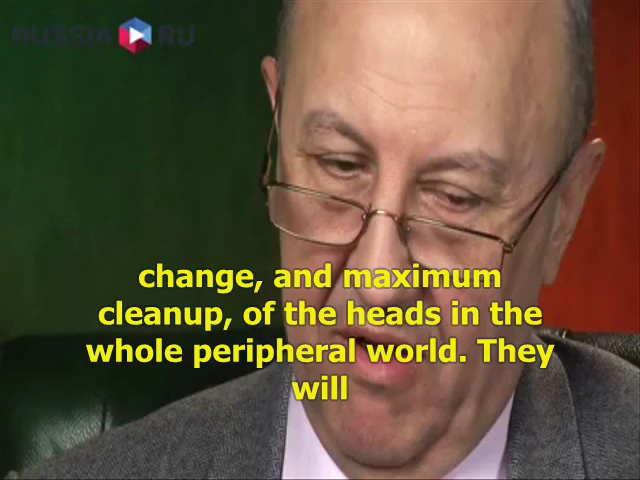 RUSSIA RU
change, and maximum
cleanup, of the heads in the
whole peripheral world. They
will